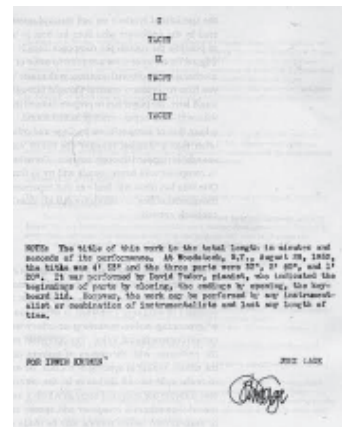 I
TACET
II
TACET
III
TACET
NOTE: The title of this work is the total length in minutes and
seconds of its performance. At Woodstock, N.Y., August 29, 1952,
the title was 4' 33" and the three parts were 33", 2' 40", and 1'
20". It was performed by David Tudor, pianist, who indicated the
beginnings of parts by closing, the endings by opening, the key-
board lid. However, the work may be performed by any instrument-
alist or combination of instrumentalists and last any length of
time.
FOR IRWIN KREMEN JOHN CAGE